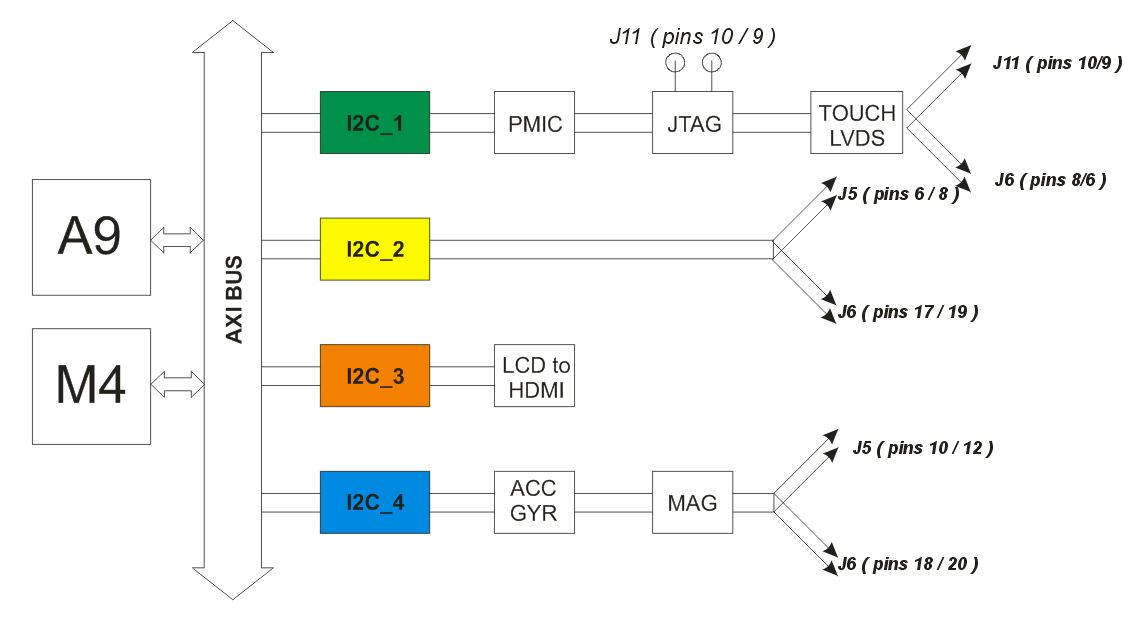 J11 ( pins 10 / 9 )
J11 ( pins 10/9 )
I2C_1
PMIC
JTAG
TOUCH
LVDS
J6 ( pins 8/6 )
J5 ( pins 6 / 8 )
A9
I2C_2
AXI BUS
J6 ( pins 17 / 19 )
M4
I2C_3
LCD to
HDMI
J5 ( pins 10 / 12 )
I2C_4
ACC
GYR
MAG
J6 ( pins 18 / 20 )